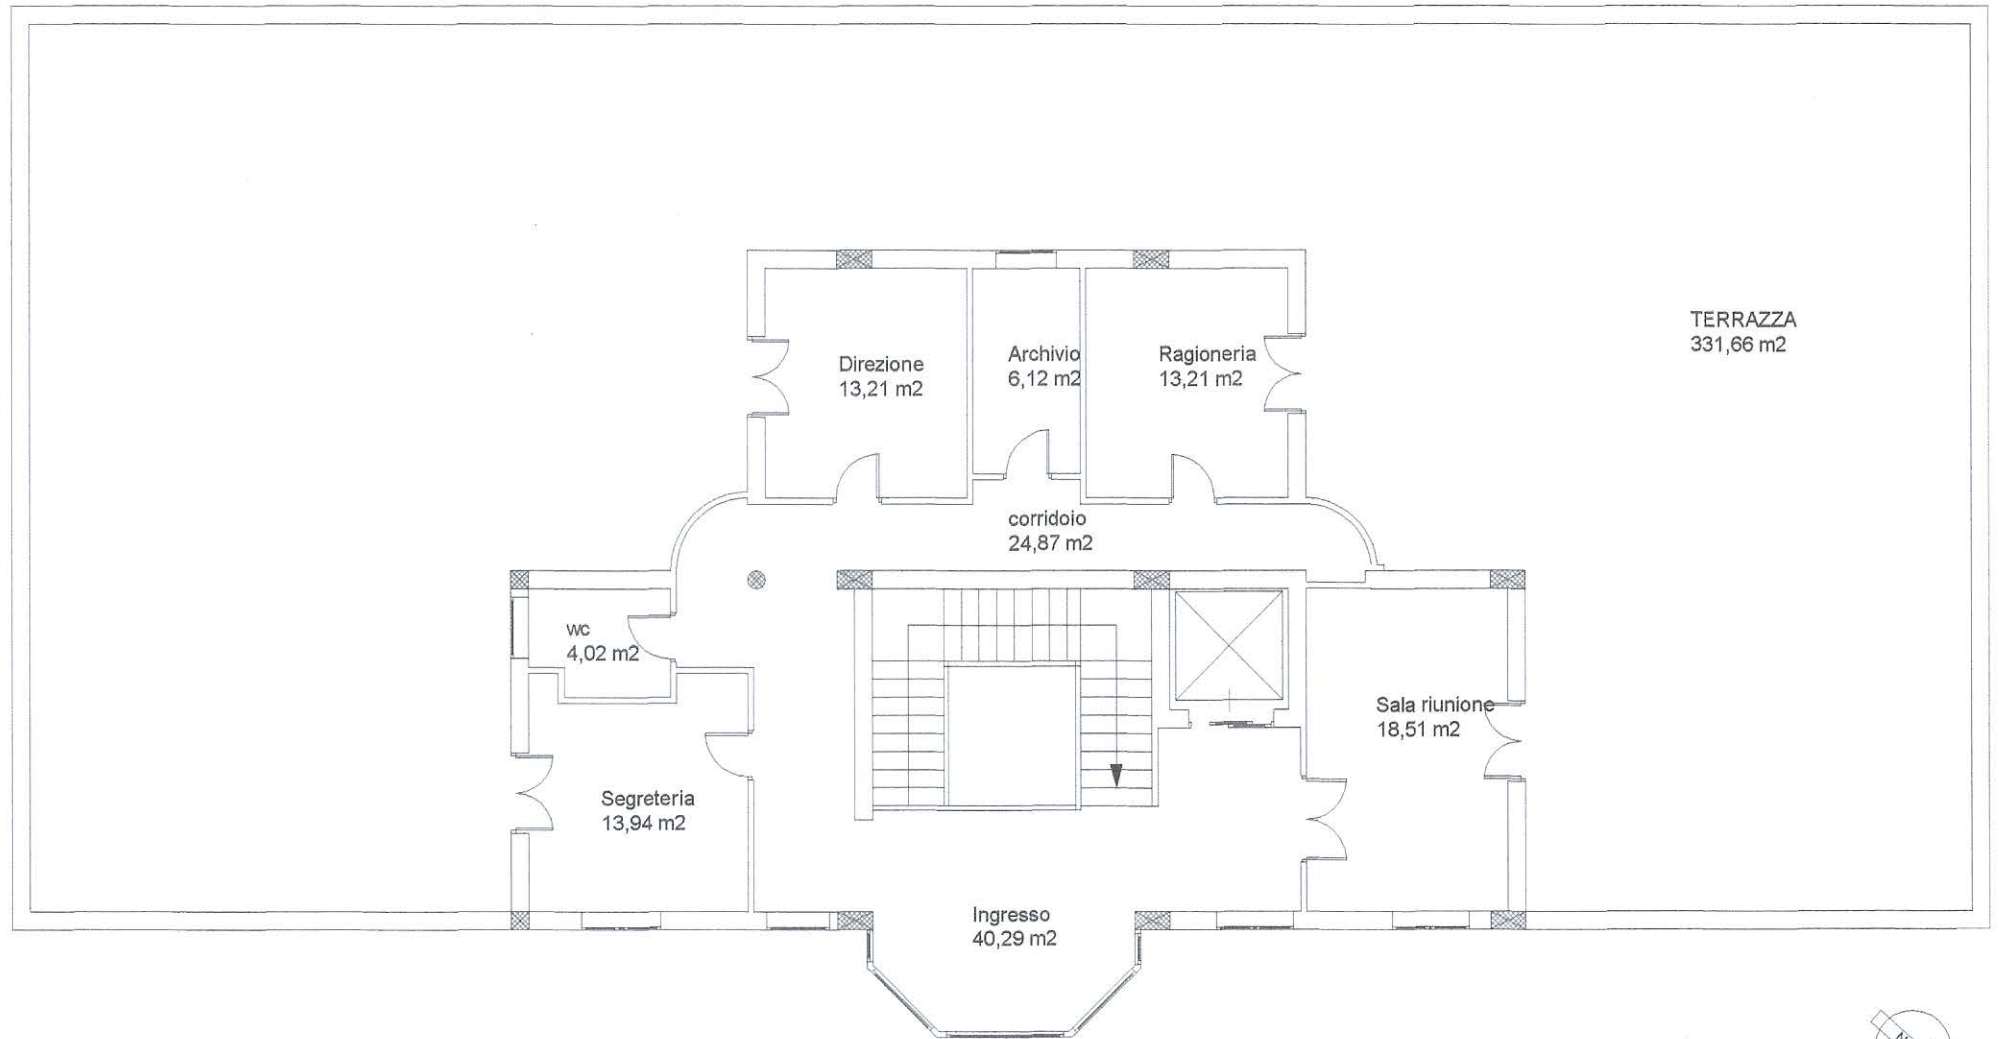 TERRAZZA
331,66 m2
Direzione
13,21 m2
Archivio
6,12 m2
Ragioneria
13,21 m2
corridoio
24,87 m2
wc
4,02 m2
Sala riunione
18,51 m2
Segreteria
13,94 m2
Ingresso
40,29 m2